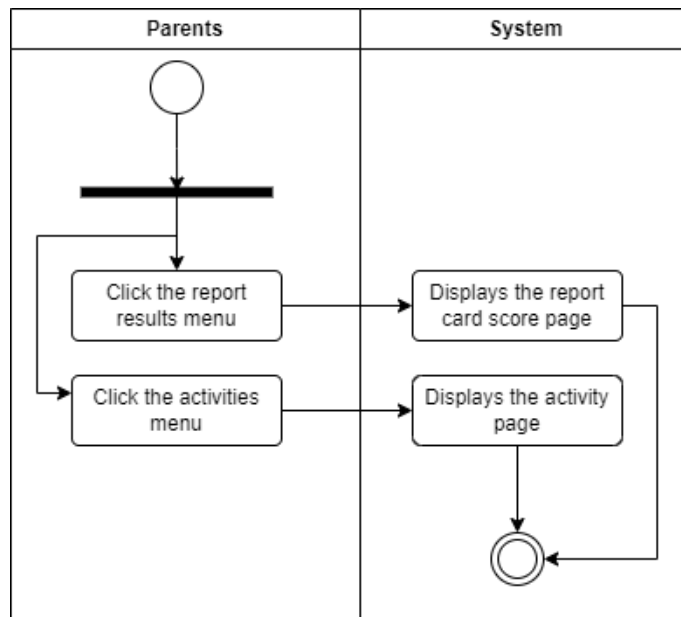 Parents
System
Click the report
results menu
Displays the report
card score page
Click the activities
menu
Displays the activity
page